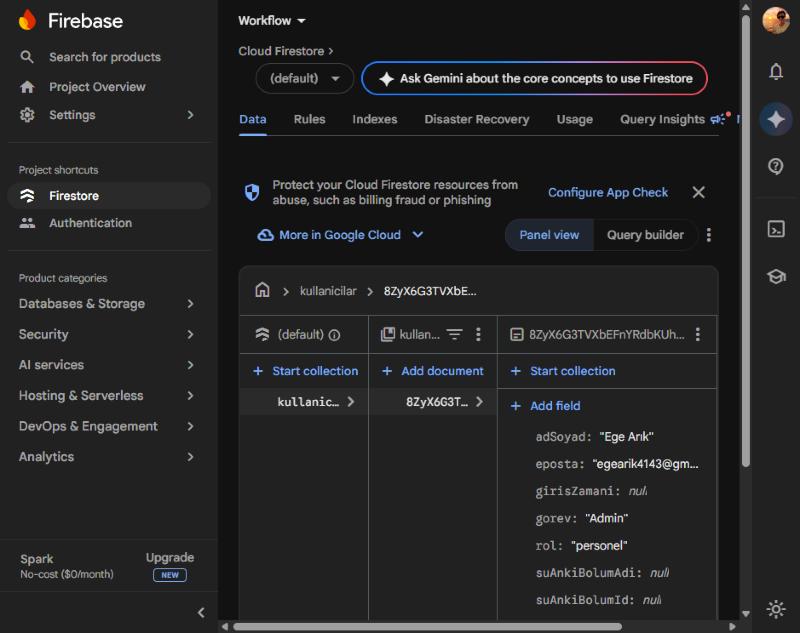 Firebase
Search for products
Project Overview
Settings
Project shortcuts
Firestore
Authentication
Product categories
Databases & Storage
Security
AI services
Hosting & Serverless
DevOps & Engagement
Analytics
Spark
No-cost ($0/month)
Upgrade
NEW
Workflow
Cloud Firestore
(default)
Ask Gemini about the core concepts to use Firestore
Data
Rules
Indexes
Disaster Recovery
Usage
Query Insights
Protect your Cloud Firestore resources from
abuse, such as billing fraud or phishing
Configure App Check
More in Google Cloud
Panel view
Query builder
kullanicilar
8ZyX6G3TVXbE...
(default)
kullan...
8ZyX6G3TVXbEFnYRdbKUh...
Start collection
Add document
Start collection
kullanic...
8ZyX6G3T...
Add field
adSoyad: "Ege Arık"
eposta: "egearik4143@gm...
girisZamani: null
gorev: "Admin"
rol: "personel"
suAnkiBolumAdi: null
suAnkiBolumId: null